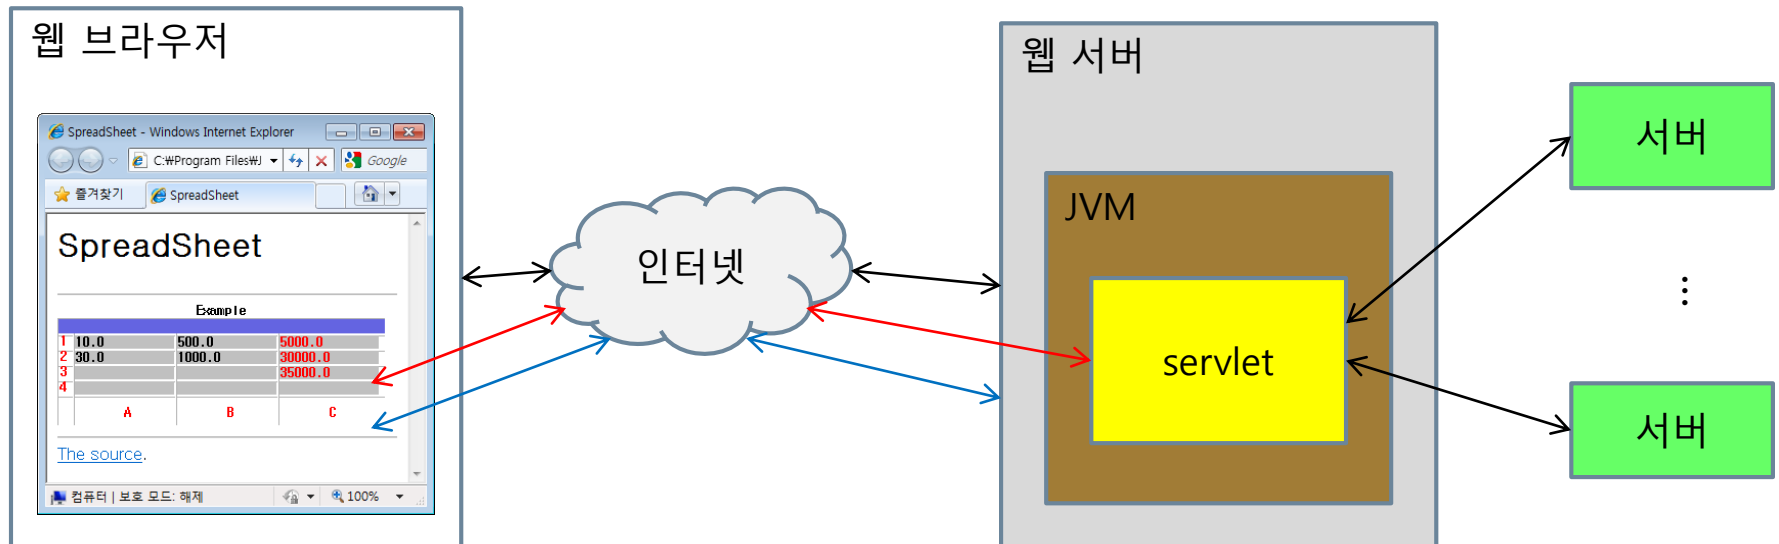 웹 브라우저
SpreadSheet - Windows Internet Explorer
C:₩Program Files₩J
Google
즐겨찾기
SpreadSheet
SpreadSheet
Example
1 10.0 500.0 5000.0
2 30.0 1000.0 30000.0
3 35000.0
4
A B C
The source.
컴퓨터 | 보호 모드: 해제
100%
인터넷
웹 서버
JVM
servlet
서버
⋮
서버